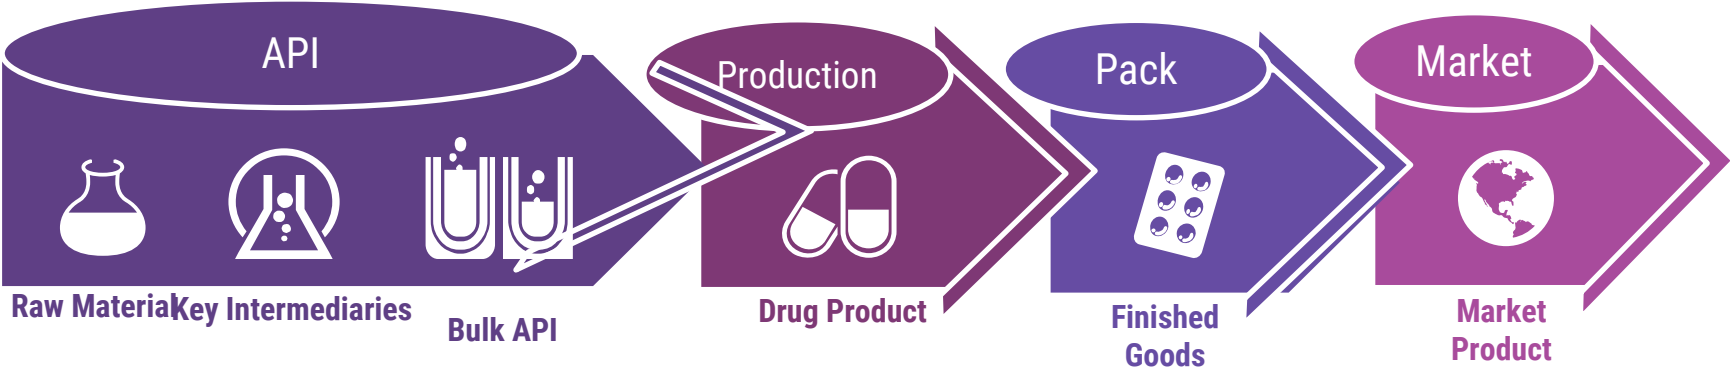 API
Production
Pack
Market
Raw Material
Key Intermediaries
Bulk API
Drug Product
Finished
Goods
Market
Product